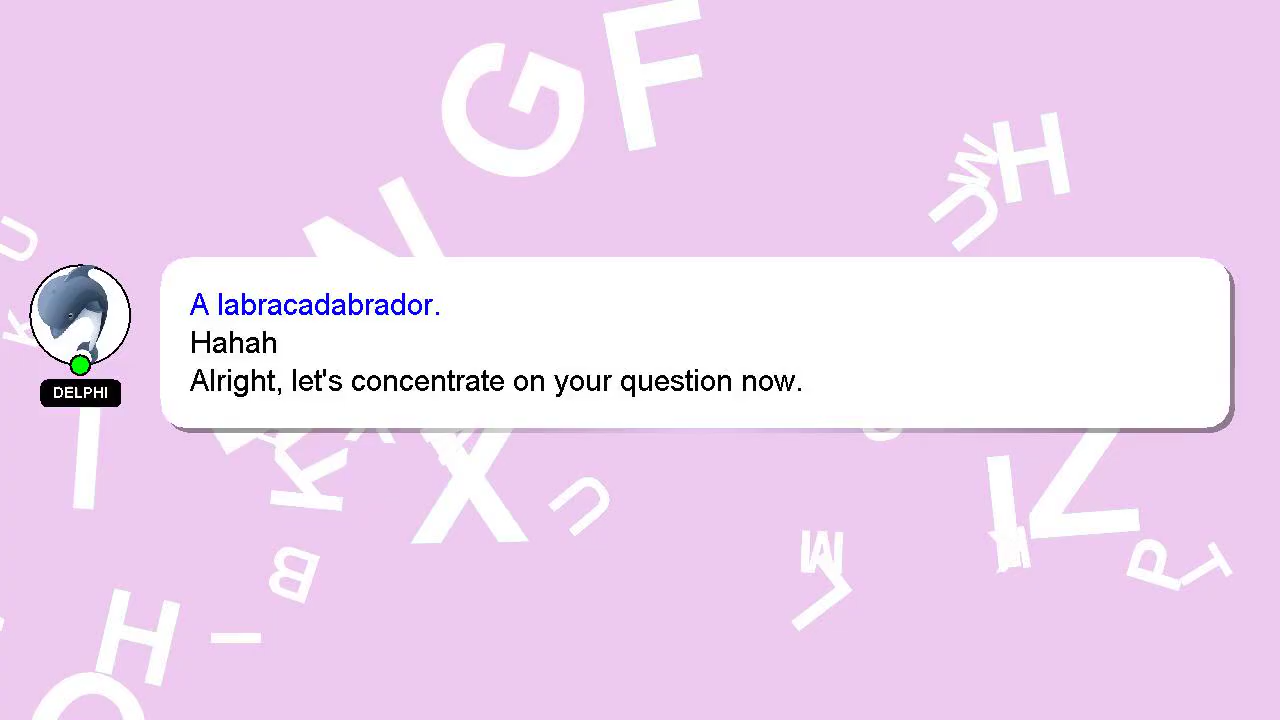 A labracadabrador.
Hahah
Alright, let's concentrate on your question now.
DELPHI
G F
N
H
W
U
U
K
I
K
X
U
B
H
I
O
M
L
Z
P
T